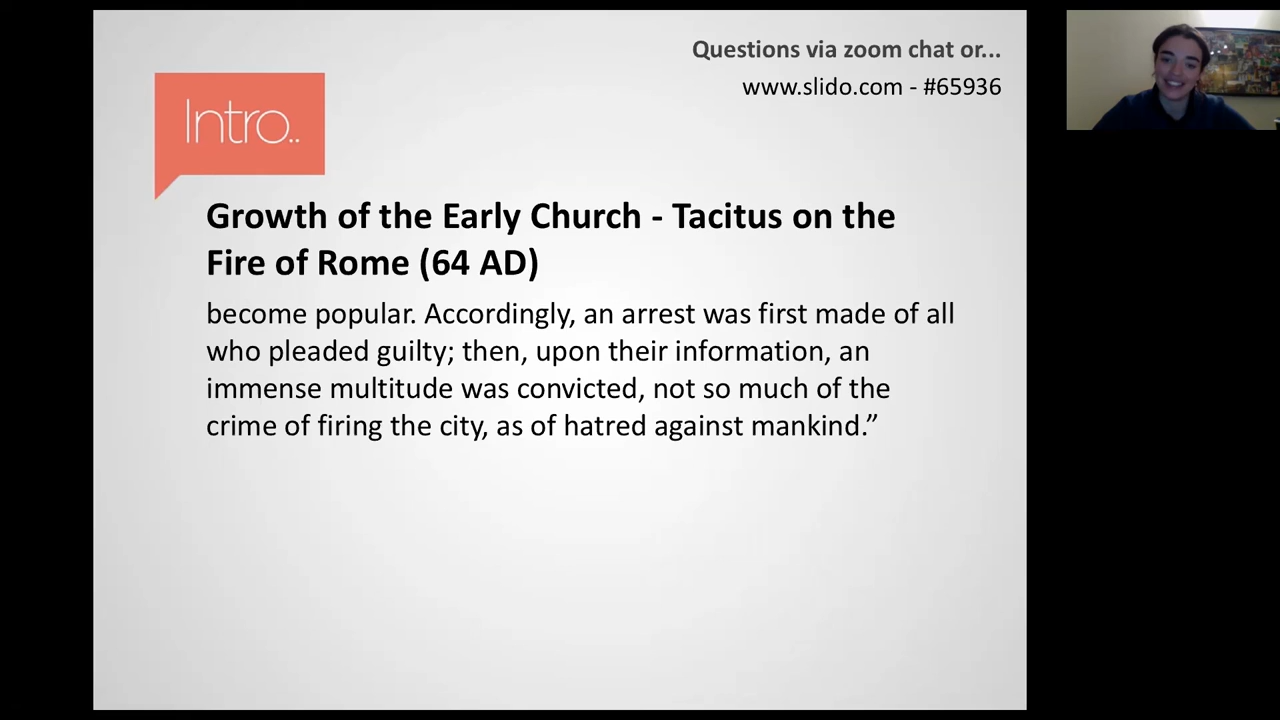 Questions via zoom chat or...
www.slido.com - #65936
Intro..
Growth of the Early Church - Tacitus on the
Fire of Rome (64 AD)
become popular. Accordingly, an arrest was first made of all
who pleaded guilty; then, upon their information, an
immense multitude was convicted, not so much of the
crime of firing the city, as of hatred against mankind.”